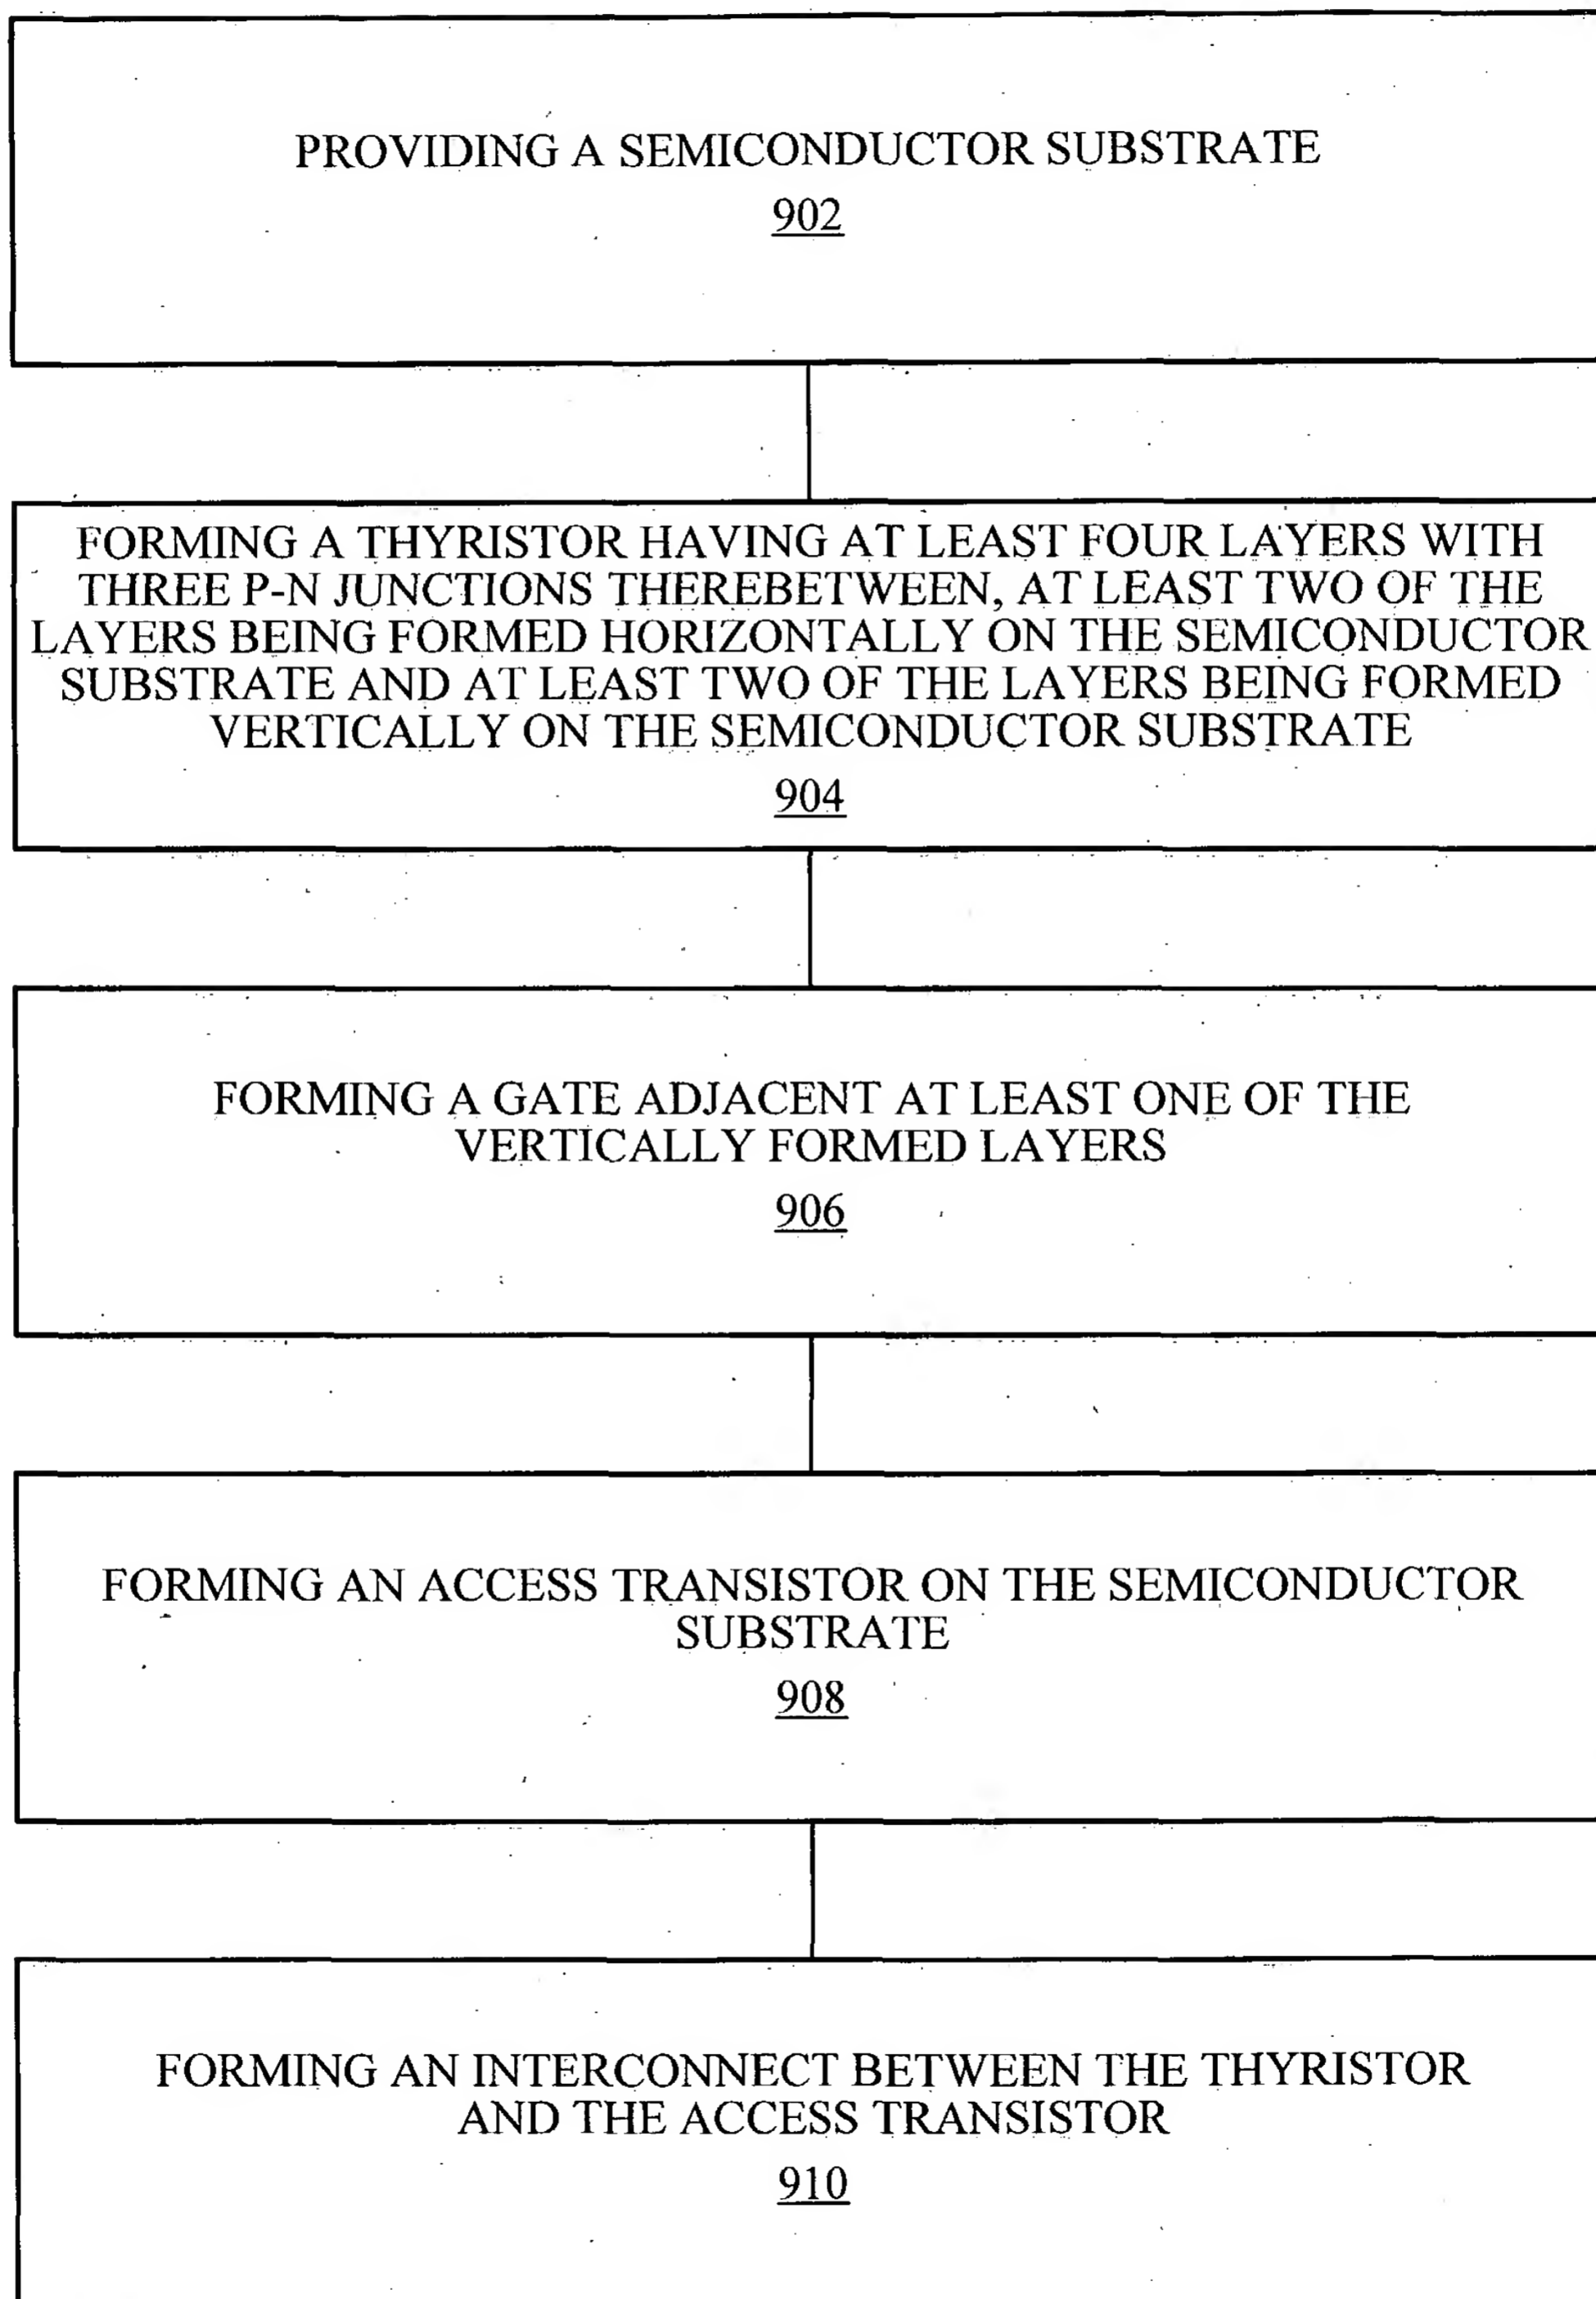 PROVIDING A SEMICONDUCTOR SUBSTRATE
902
FORMING A THYRISTOR HAVING AT LEAST FOUR LAYERS WITH
THREE P-N JUNCTIONS THEREBETWEEN, AT LEAST TWO OF THE
LAYERS BEING FORMED HORIZONTALLY ON THE SEMICONDUCTOR
SUBSTRATE AND AT LEAST TWO OF THE LAYERS BEING FORMED
VERTICALLY ON THE SEMICONDUCTOR SUBSTRATE
904
FORMING A GATE ADJACENT AT LEAST ONE OF THE
VERTICALLY FORMED LAYERS
906
FORMING AN ACCESS TRANSISTOR ON THE SEMICONDUCTOR
SUBSTRATE
908
FORMING AN INTERCONNECT BETWEEN THE THYRISTOR
AND THE ACCESS TRANSISTOR
910